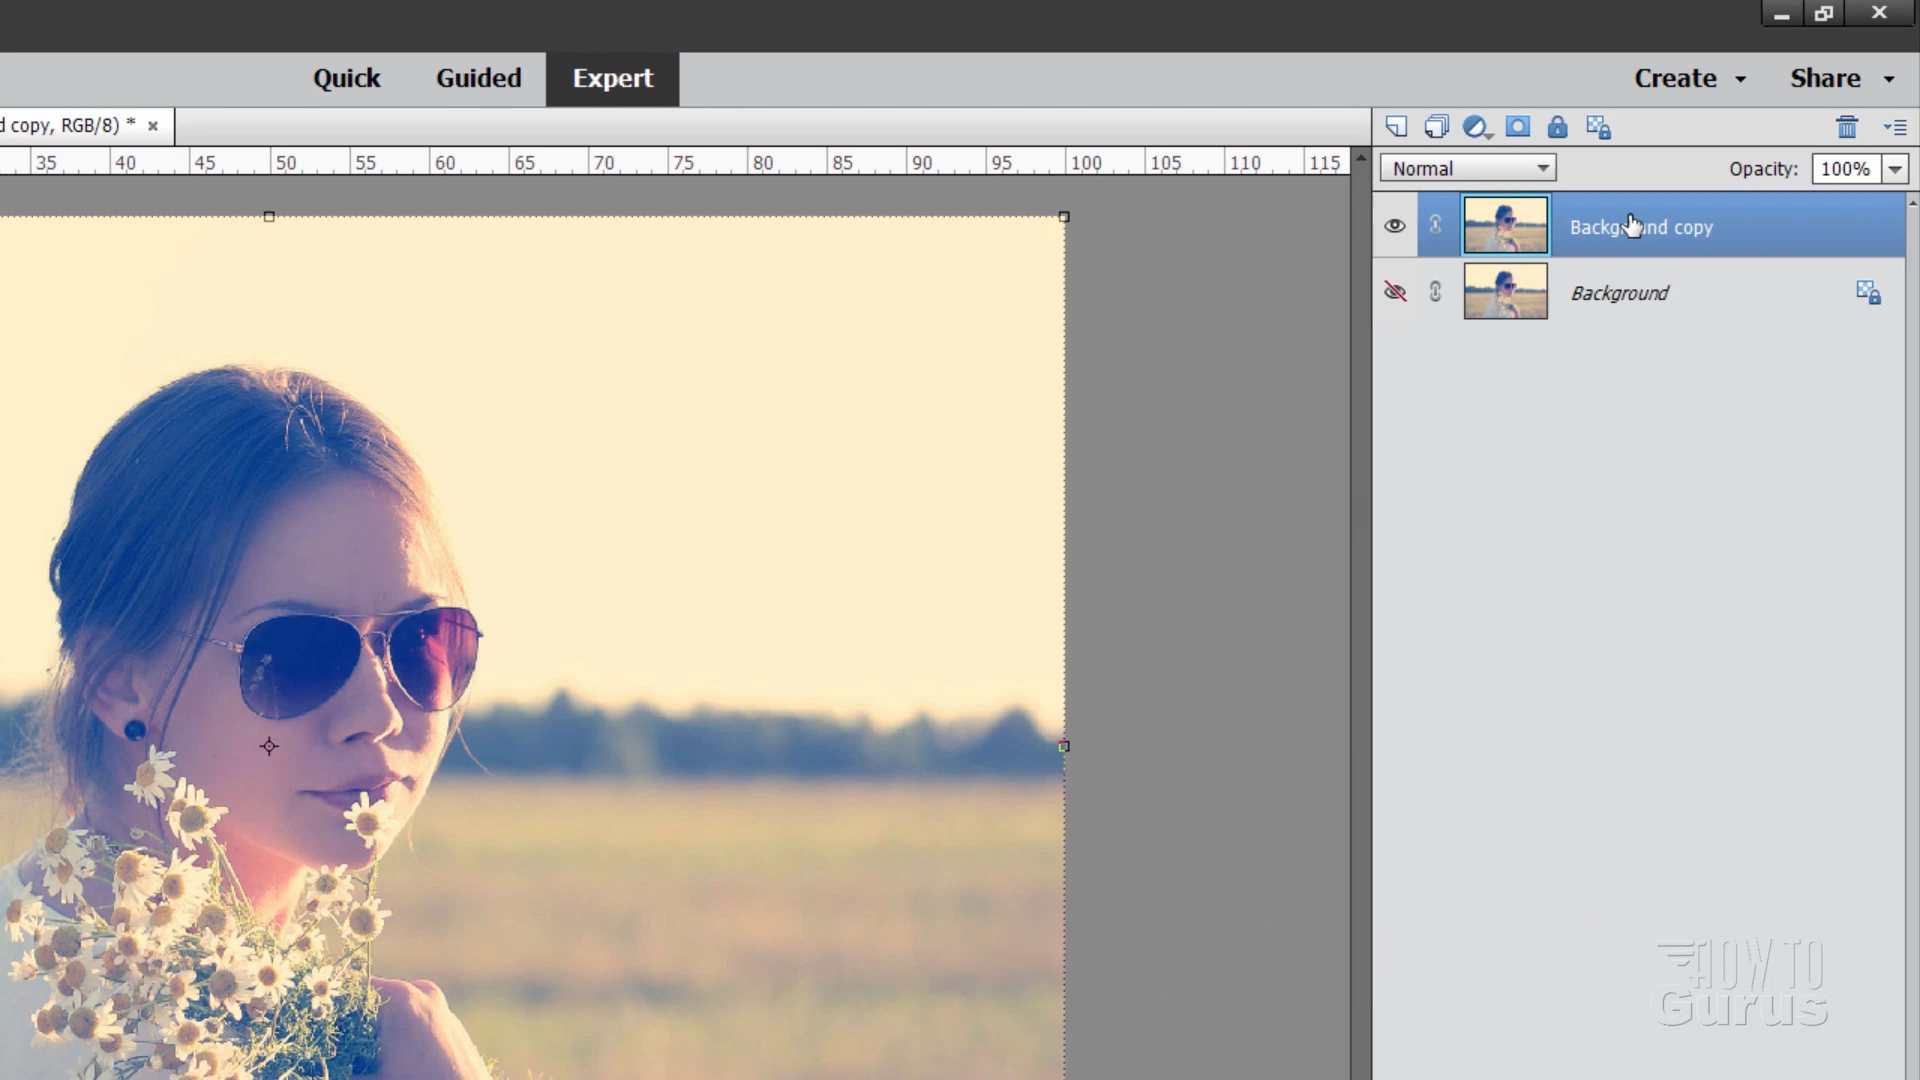 Quick Guided Expert Create Share
d copy, RGB/8) * ×
35 40 45 50 55 60 65 70 75 80 85 90 95 100 105 110 115
Normal Opacity: 100%
Background copy
Background
HOW TO
Gurus